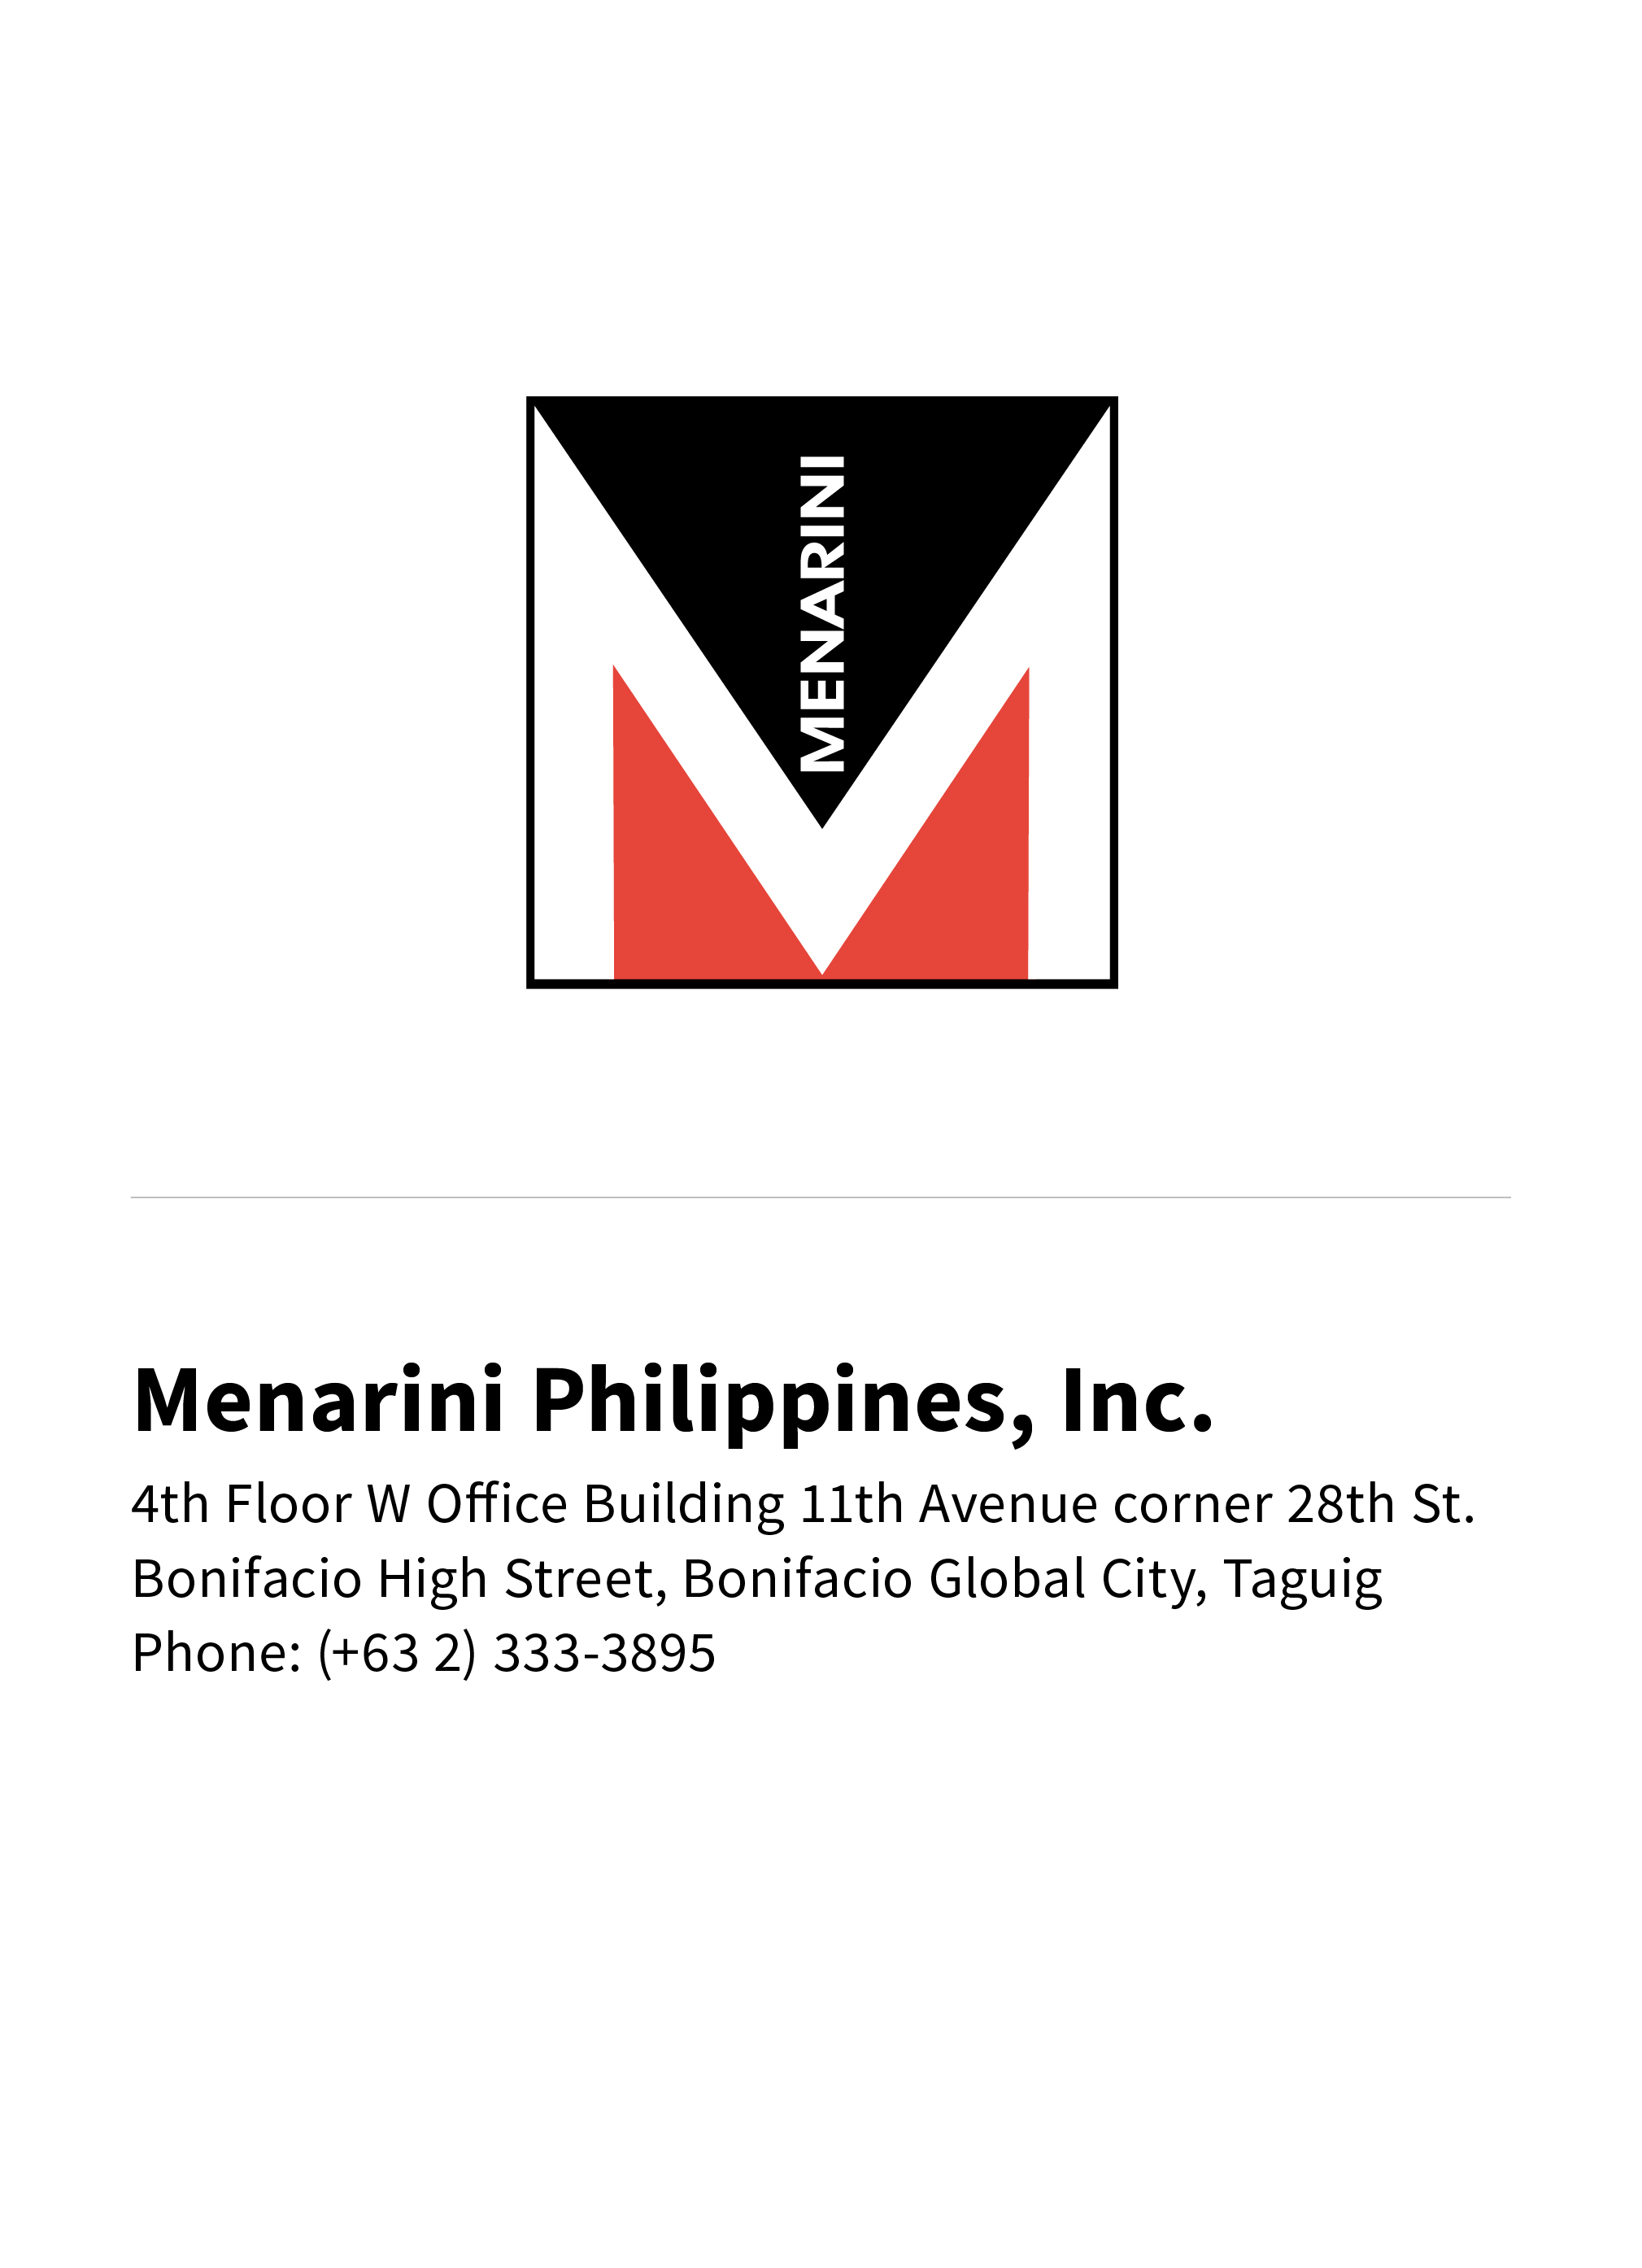 MENARINI
Menarini Philippines, Inc.
4th Floor W Office Building 11th Avenue corner 28th St.
Bonifacio High Street, Bonifacio Global City, Taguig
Phone: (+63 2) 333-3895